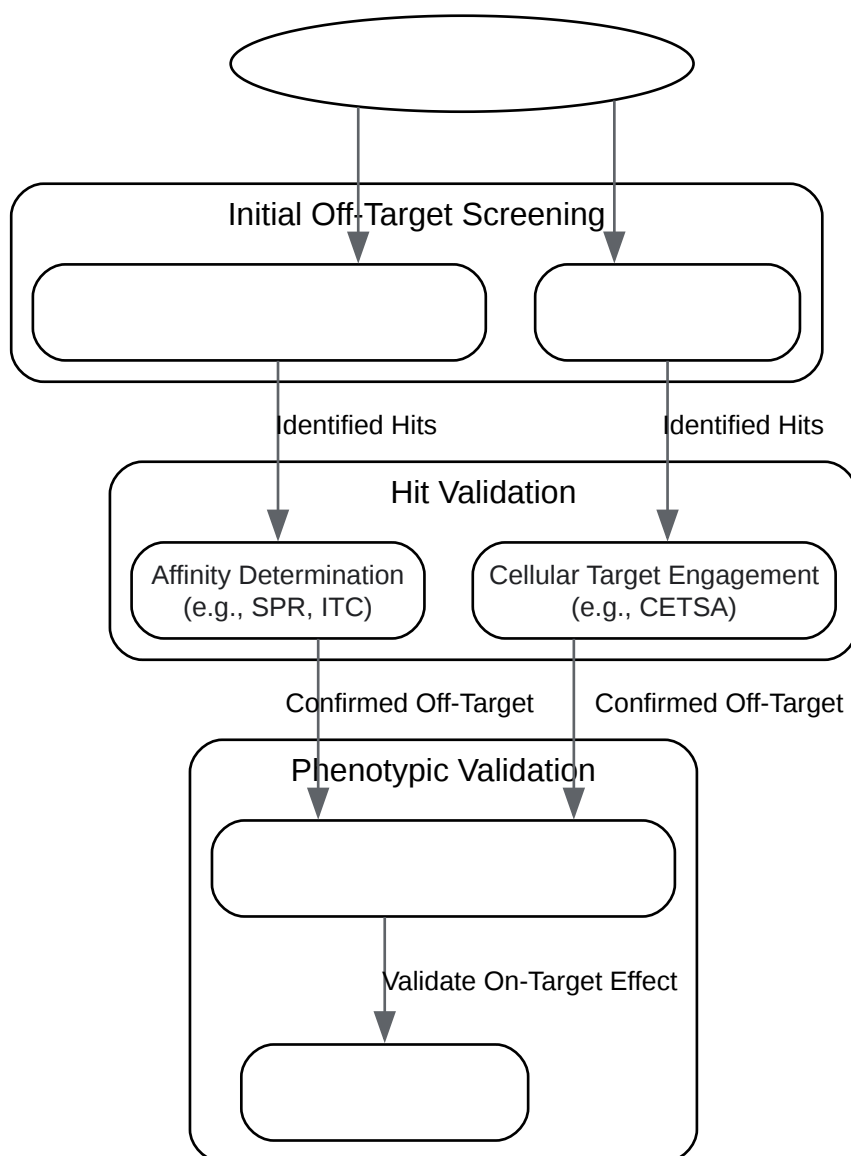 Initial Off-Target Screening
Identified Hits
Identified Hits
Hit Validation
Affinity Determination
(e.g., SPR, ITC)
Cellular Target Engagement
(e.g., CETSA)
Confirmed Off-Target
Confirmed Off-Target
Phenotypic Validation
Validate On-Target Effect